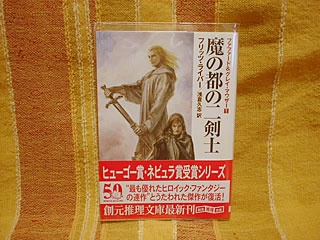 ファファード&グレイ・マウザー1
魔の都の二剣士
フリッツ・ライバー
浅倉久志 訳
ヒューゴー賞・ネビュラ賞受賞シリーズ
50
“最も優れたヒロイック・ファンタジー
の連作”とうたわれた傑作が復活!
創元推理文庫最新刊